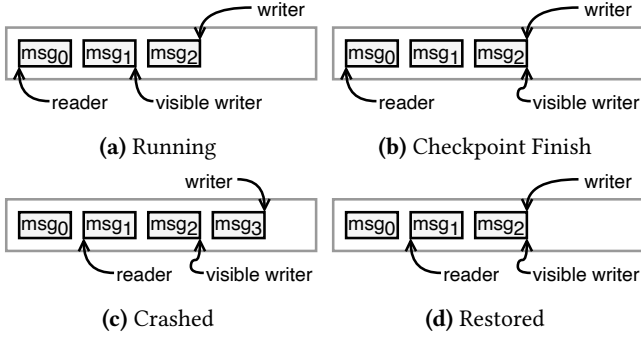 writer
msg0 msg1 msg2
reader visible writer
(a) Running
writer
msg0 msg1 msg2
reader visible writer
(b) Checkpoint Finish
writer
msg0 msg1 msg2 msg3
reader visible writer
(c) Crashed
writer
msg0 msg1 msg2
reader visible writer
(d) Restored